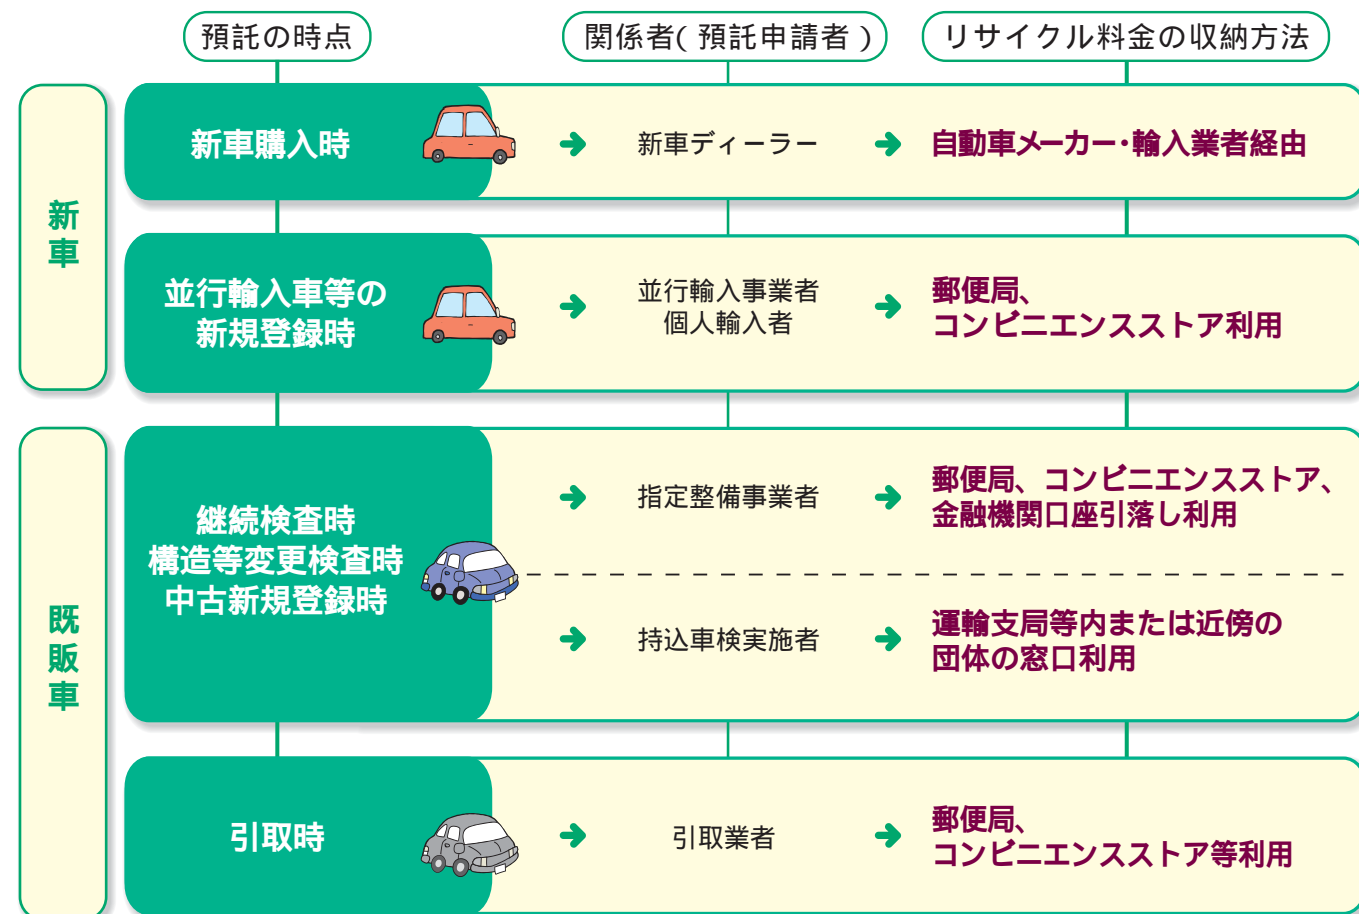 預託の時点
関係者(預託申請者)
リサイクル料金の収納方法
新車
新車購入時
新車ディーラー
自動車メーカー・輸入業者経由
並行輸入車等の
新規登録時
並行輸入事業者
個人輸入者
郵便局、
コンビニエンスストア利用
既販車
継続検査時
構造等変更検査時
中古新規登録時
指定整備事業者
郵便局、コンビニエンスストア、
金融機関口座引落し利用
持込車検実施者
運輸支局等内または近傍の
団体の窓口利用
引取時
引取業者
郵便局、
コンビニエンスストア等利用